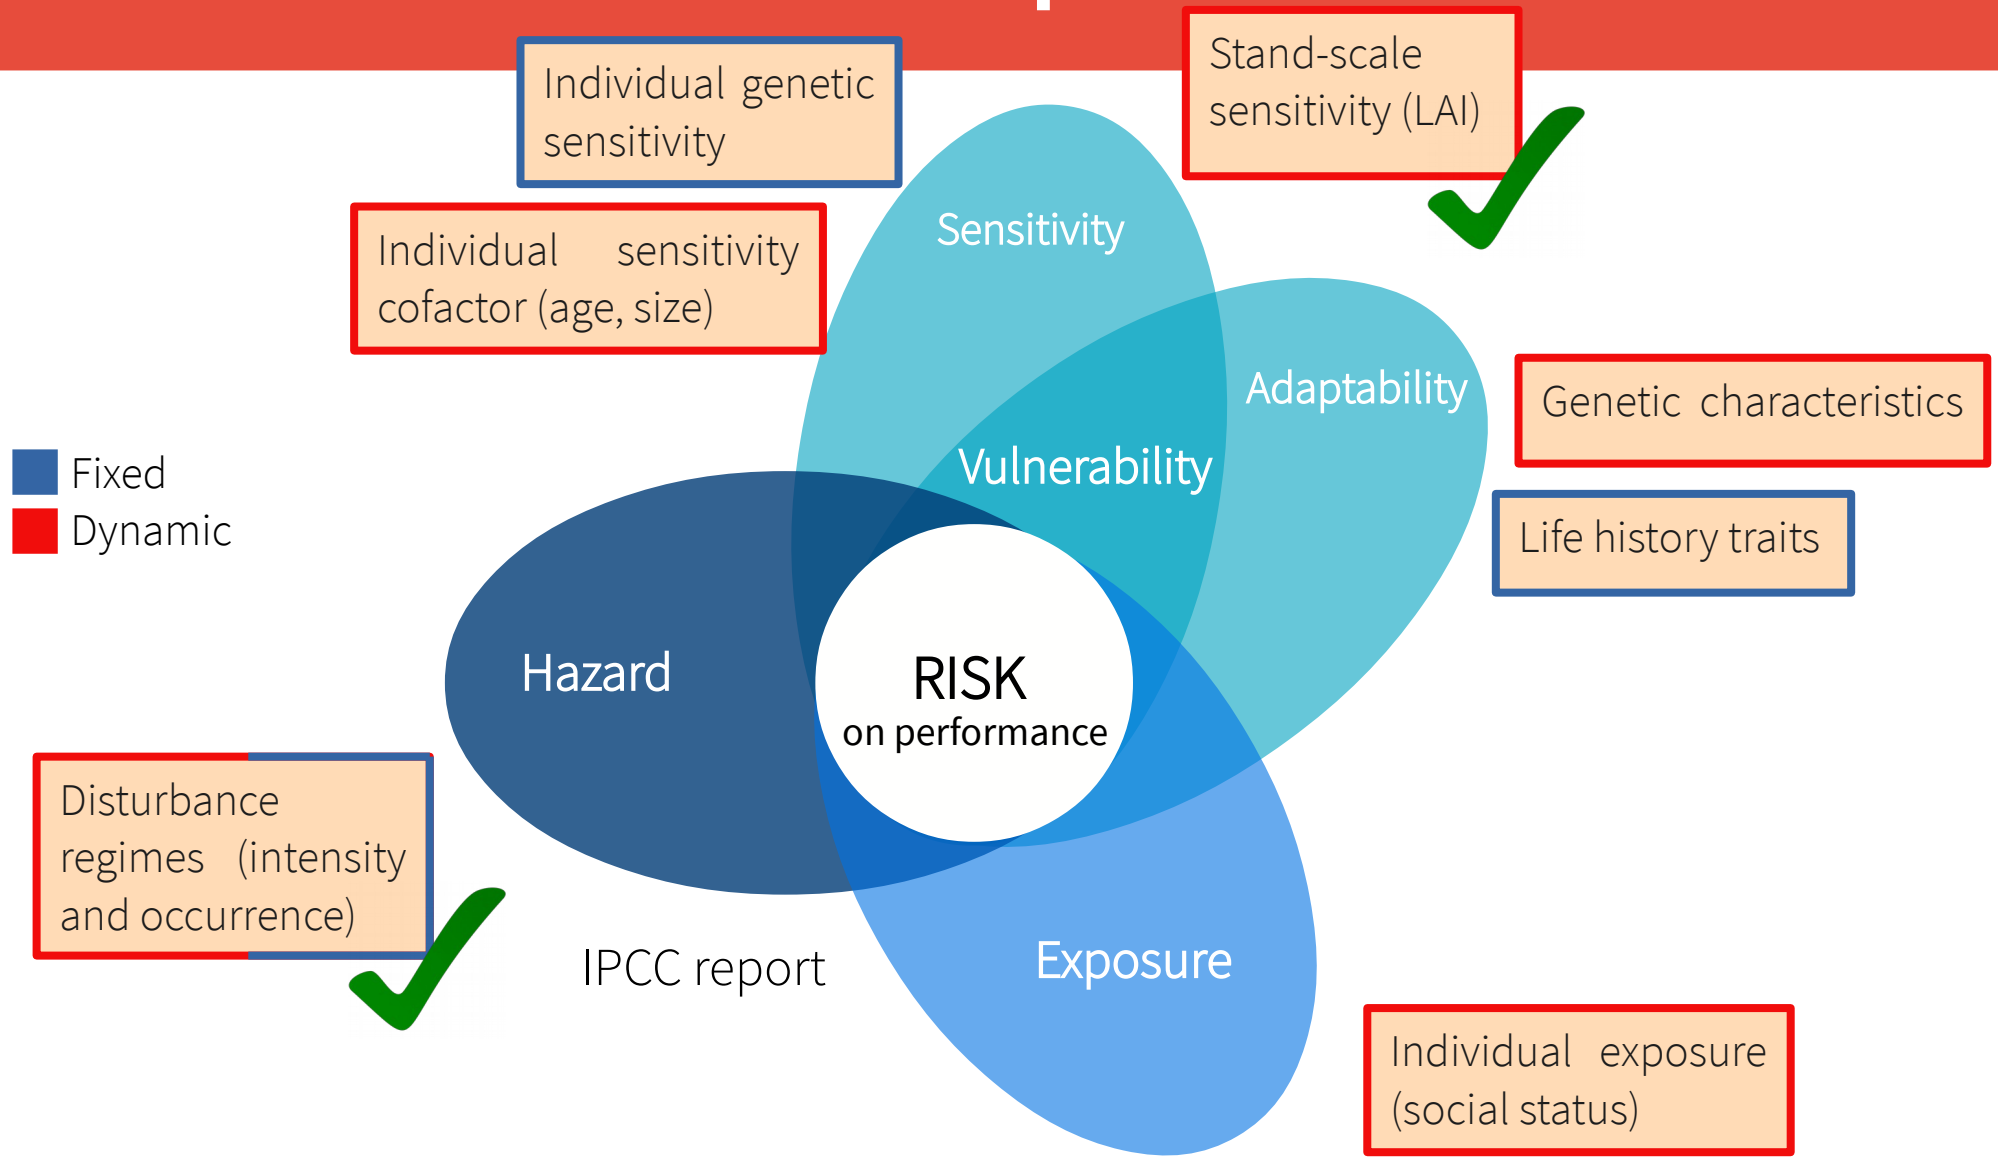 Individual genetic
sensitivity
Stand-scale
sensitivity (LAI)
Individual sensitivity
cofactor (age, size)
Sensitivity
Adaptability
Genetic characteristics
Vulnerability
Fixed
Dynamic
Life history traits
Hazard
RISK
on performance
Disturbance
regimes (intensity
and occurrence)
IPCC report
Exposure
Individual exposure
(social status)